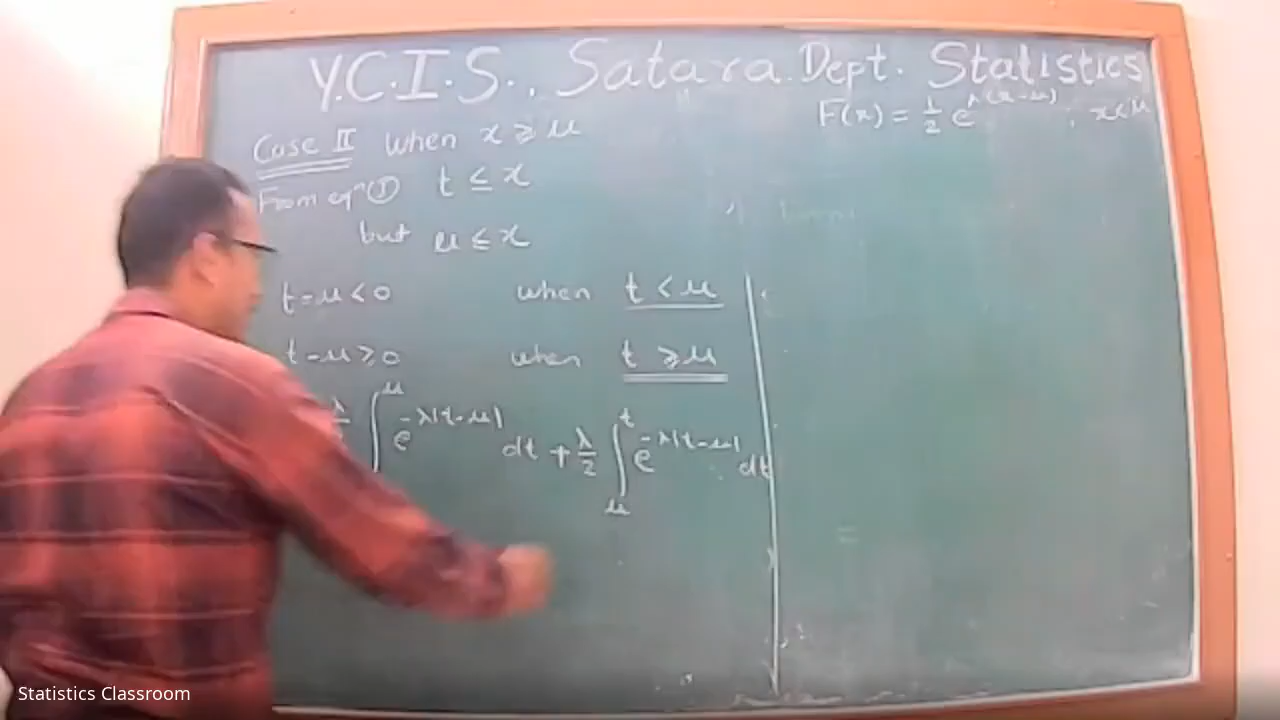 Y.C.I.S., Satara. Dept. Statistics
F(x) = 1/2 e^λ(x-μ) ; x<μ
Case II when x ⩾ μ
From eqⁿ (I) t ≤ x
but μ ≤ x
t-μ < 0 when t < μ
t-μ ⩾ 0 when t ⩾ μ
λ/2 ∫^μ e^-λ|t-μ| dt + λ/2 ∫_μ^t e^-λ|t-μ| dt
Statistics Classroom